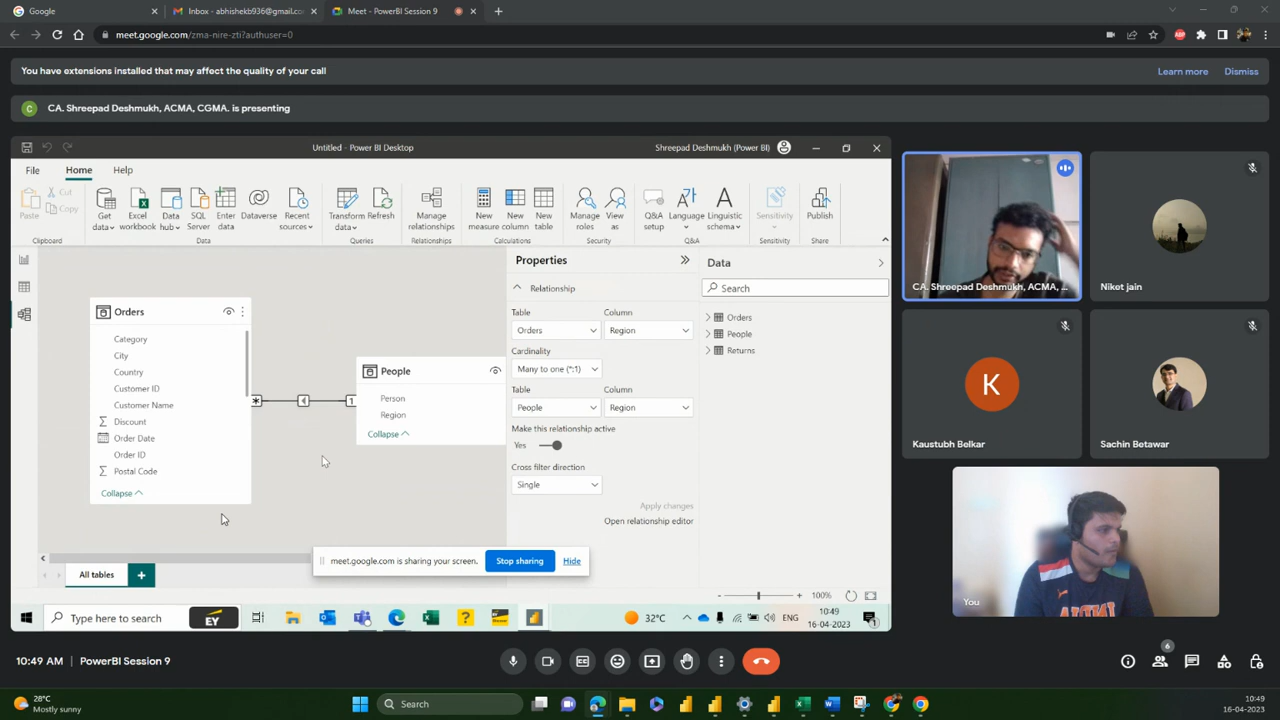 Google
Inbox - abhishekb936@gmail.co
Meet - PowerBI Session 9
meet.google.com/zma-nire-zti?authuser=0
You have extensions installed that may affect the quality of your call
Learn more
Dismiss
C
CA. Shreepad Deshmukh, ACMA, CGMA. is presenting
Untitled - Power BI Desktop
Shreepad Deshmukh (Power BI)
File
Home
Help
Paste
Cut
Copy
Get data
Excel workbook
Data hub
SQL Server
Enter data
Dataverse
Recent sources
Transform data
Refresh
Manage relationships
New measure
New column
New table
Manage roles
View as
Q&A setup
Language
Linguistic schema
Sensitivity
Publish
Clipboard
Data
Queries
Relationships
Calculations
Security
Q&A
Sensitivity
Share
Orders
Category
City
Country
Customer ID
Customer Name
Discount
Order Date
Order ID
Postal Code
Collapse
* 1
People
Person
Region
Collapse
Properties
Relationship
Table
Column
Orders
Region
Cardinality
Many to one (*:1)
Table
Column
People
Region
Make this relationship active
Yes
Cross filter direction
Single
Apply changes
Open relationship editor
Data
Search
Orders
People
Returns
meet.google.com is sharing your screen.
Stop sharing
Hide
All tables
+
100%
Type here to search
EY
32°C
ENG
10:49
16-04-2023
1
CA. Shreepad Deshmukh, ACMA, ...
Niket jain
K
Kaustubh Belkar
Sachin Betawar
You
10:49 AM
PowerBI Session 9
6
28°C
Mostly sunny
Search
10:49
16-04-2023